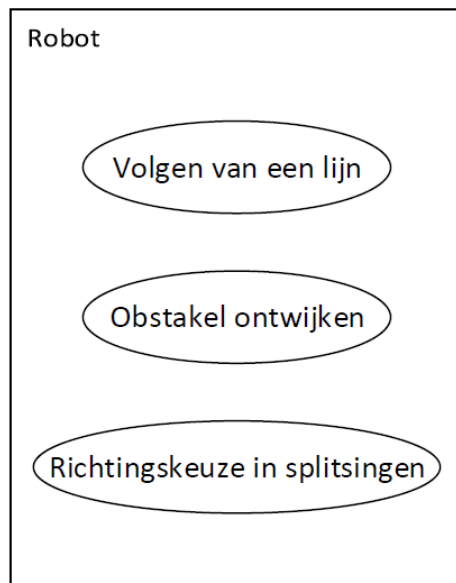 Robot
Volgen van een lijn
Obstakel ontwijken
Richtingskeuze in splitsingen